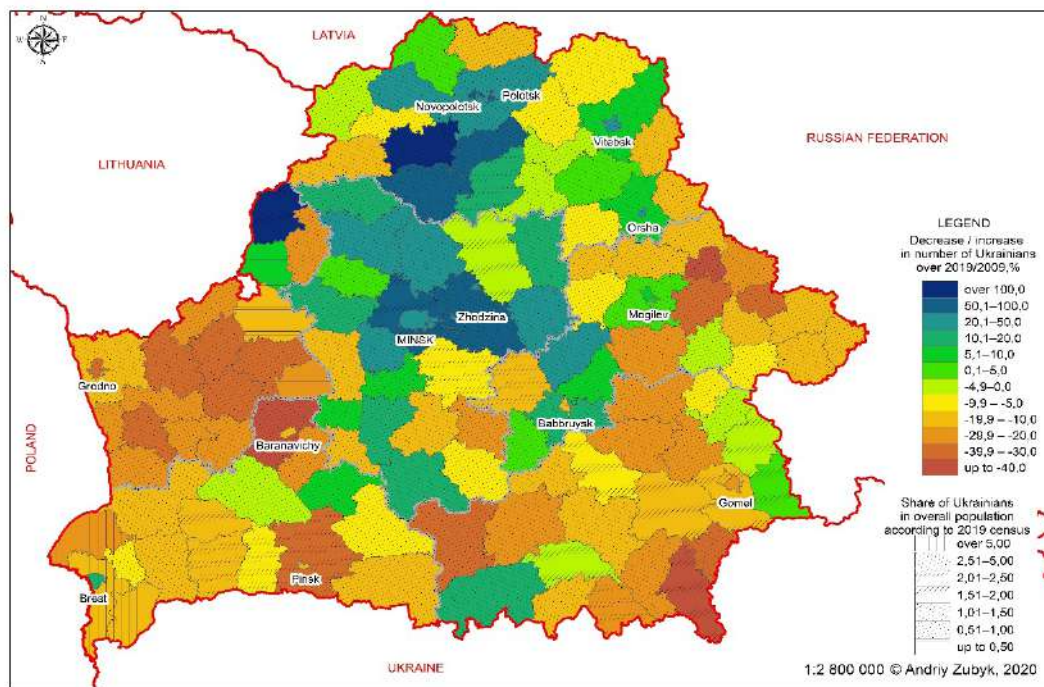 N
W E
S
LATVIA
LITHUANIA
RUSSIAN FEDERATION
POLAND
UKRAINE
Novopolotsk
Polotsk
Vitabsk
Orsha
Zhodzina
MINSK
Mogilev
Grodno
Baranavichy
Babbruysk
Gomel
Pinsk
Brest
LEGEND
Decrease / increase
in number of Ukrainians
over 2019/2009,%
over 100,0
50,1–100,0
20,1–50,0
10,1–20,0
5,1–10,0
0,1–5,0
-4,9–0,0
-9,9 – -5,0
-19,9 – -10,0
-29,9 – -20,0
-39,9 – -30,0
up to -40,0
Share of Ukrainians
in overall population
according to 2019 census
over 5,00
2,51–5,00
2,01–2,50
1,51–2,00
1,01–1,50
0,51–1,00
up to 0,50
1:2 800 000 © Andriy Zubyk, 2020